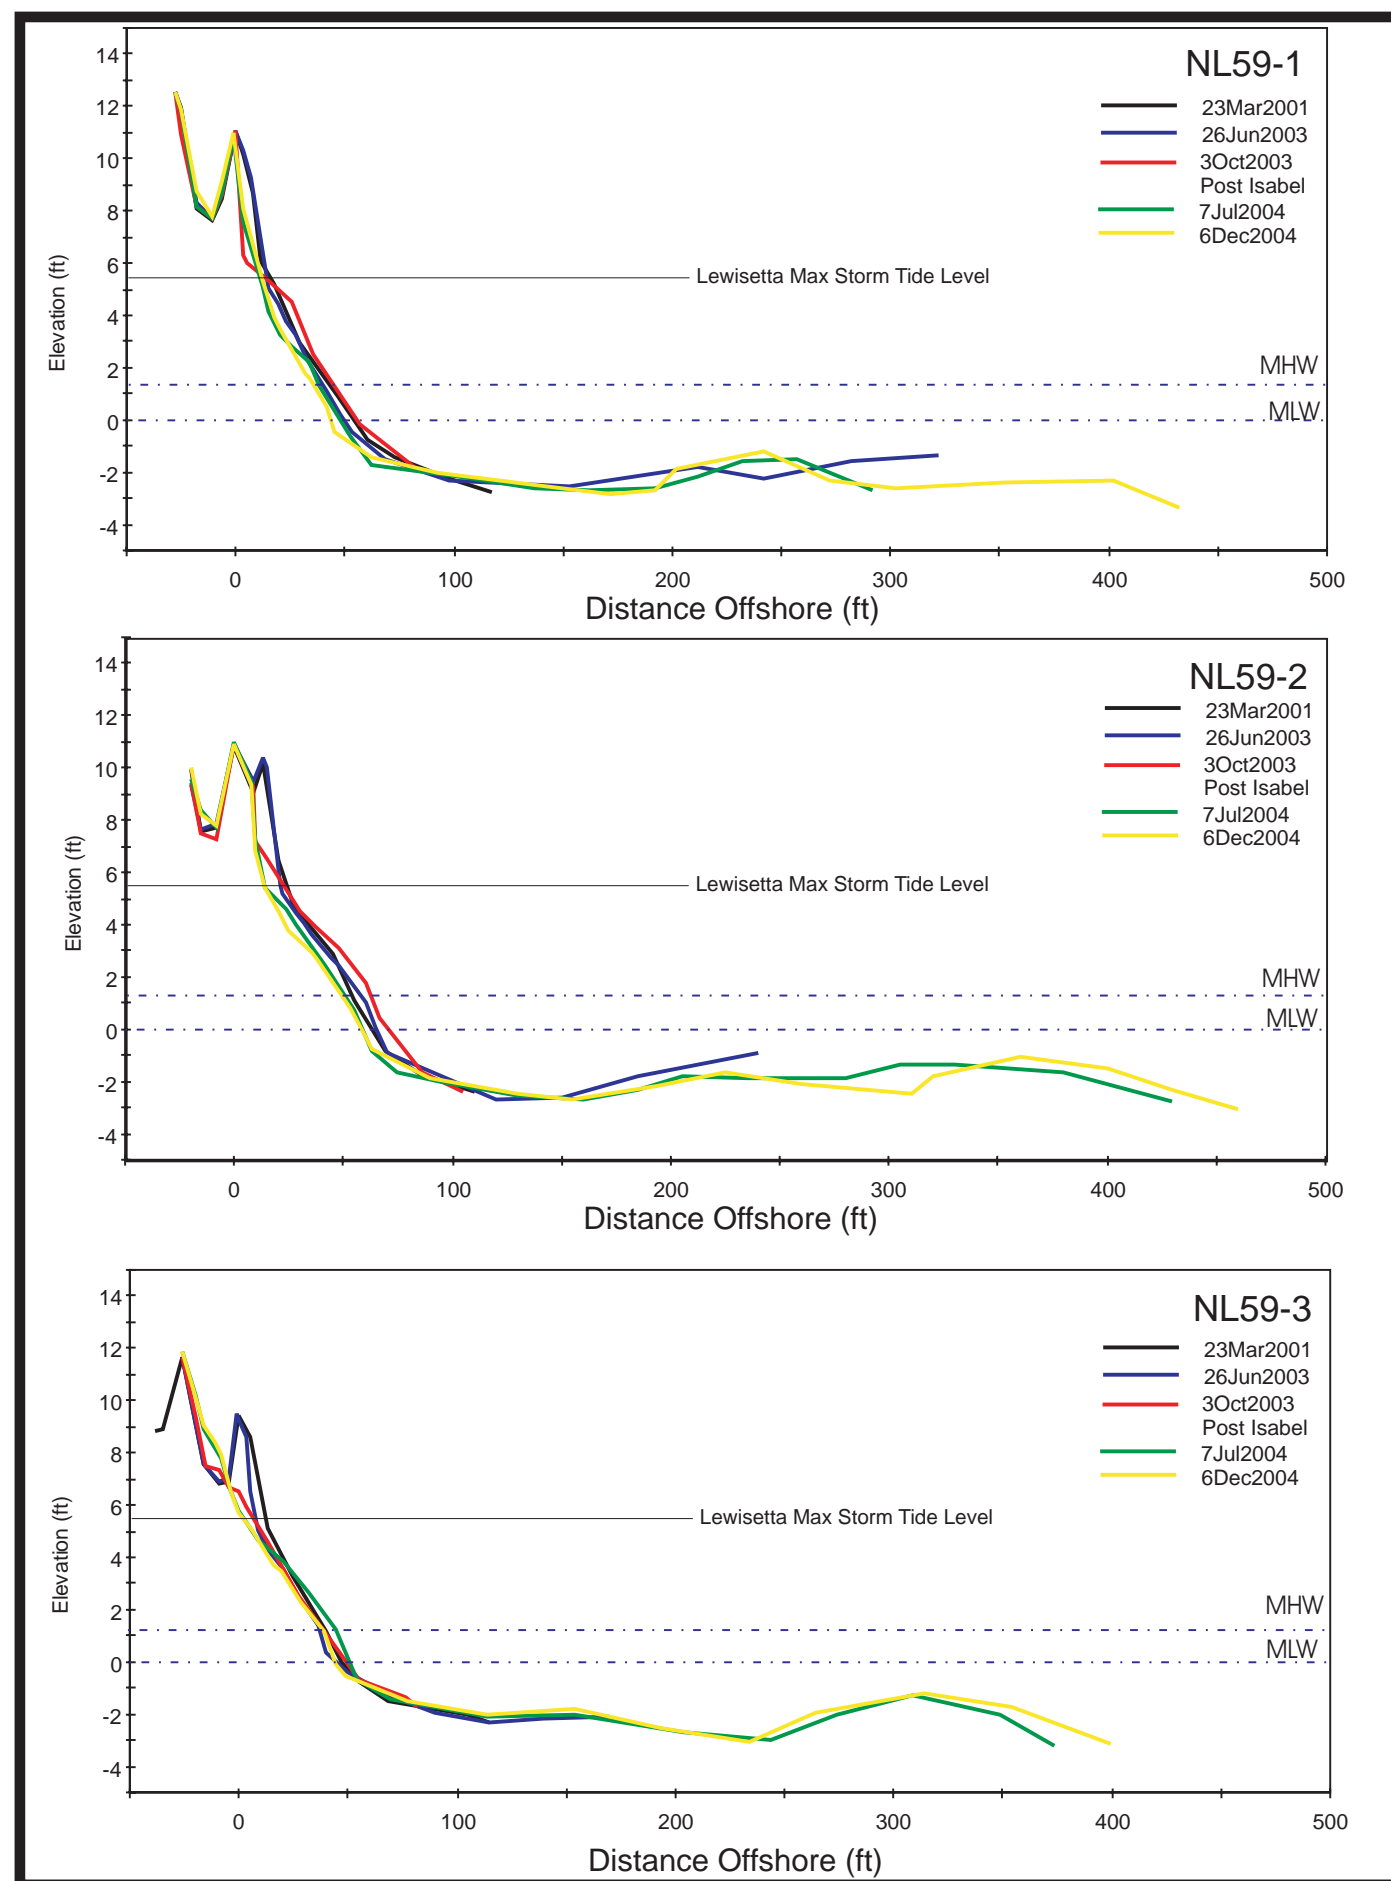 NL59-1
23Mar2001
26Jun2003
3Oct2003
Post Isabel
7Jul2004
6Dec2004
14
12
10
8
6
4
2
0
-2
-4
Elevation (ft)
Lewisetta Max Storm Tide Level
MHW
MLW
0 100 200 300 400 500
Distance Offshore (ft)
NL59-2
23Mar2001
26Jun2003
3Oct2003
Post Isabel
7Jul2004
6Dec2004
14
12
10
8
6
4
2
0
-2
-4
Elevation (ft)
Lewisetta Max Storm Tide Level
MHW
MLW
0 100 200 300 400 500
Distance Offshore (ft)
NL59-3
23Mar2001
26Jun2003
3Oct2003
Post Isabel
7Jul2004
6Dec2004
14
12
10
8
6
4
2
0
-2
-4
Elevation (ft)
Lewisetta Max Storm Tide Level
MHW
MLW
0 100 200 300 400 500
Distance Offshore (ft)